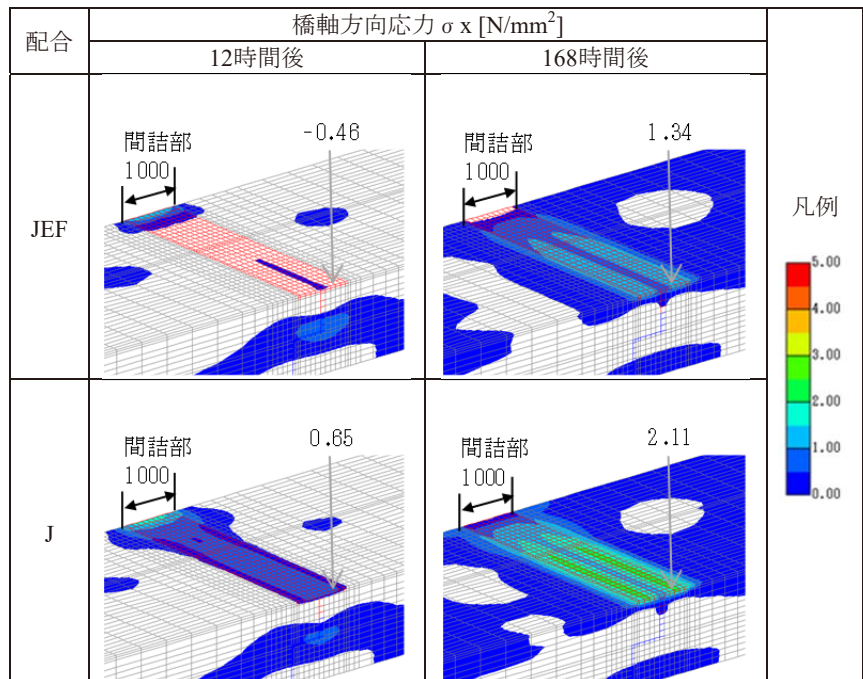 配合
橋軸方向応力 σ x [N/mm²]
12時間後
168時間後
凡例
JEF
間詰部
1000
-0.46
間詰部
1000
1.34
J
間詰部
1000
0.65
間詰部
1000
2.11
5.00
4.00
3.00
2.00
1.00
0.00